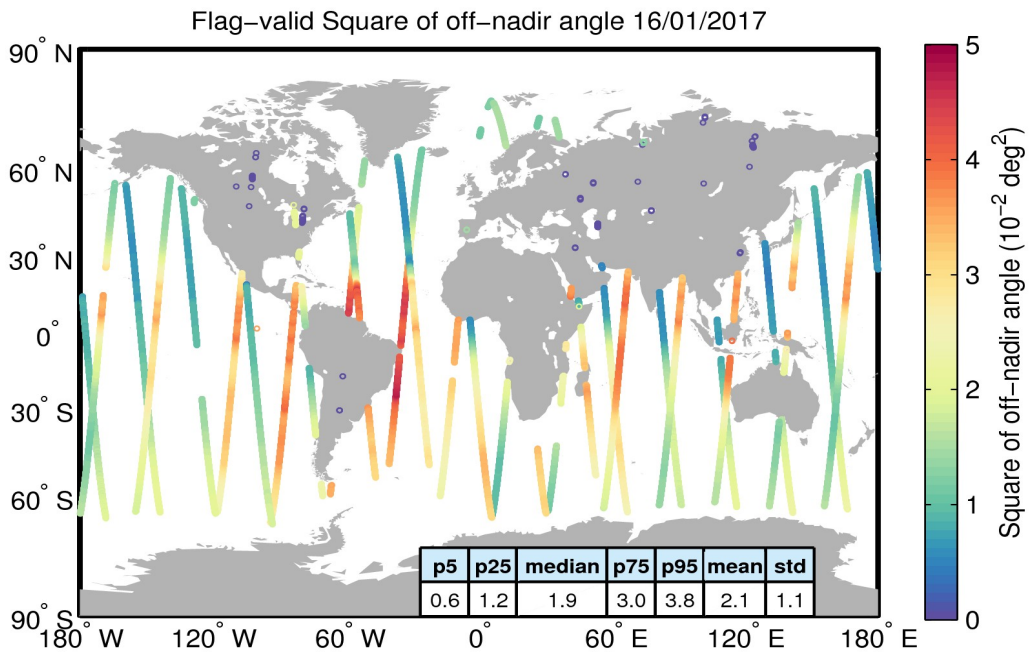 Flag−valid Square of off−nadir angle 16/01/2017
90° N
60° N
30° N
0°
30° S
60° S
90° S
180° W
120° W
60° W
0°
60° E
120° E
180° E
p5 p25 median p75 p95 mean std
0.6 1.2 1.9 3.0 3.8 2.1 1.1
5
4
3
2
1
0
Square of off−nadir angle (10⁻² deg²)